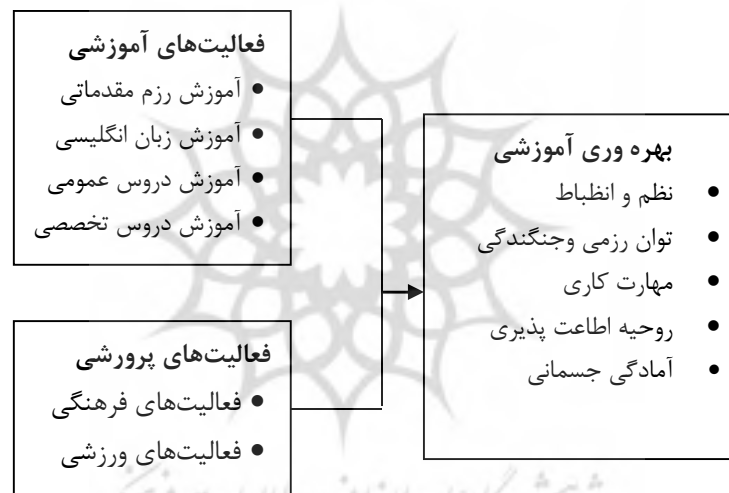 فعالیت‌های آموزشی
● آموزش رزم مقدماتی
● آموزش زبان انگلیسی
● آموزش دروس عمومی
● آموزش دروس تخصصی
بهره وری آموزشی
● نظم و انظباط
● توان رزمی وجنگندگی
● مهارت کاری
● روحیه اطاعت پذیری
● آمادگی جسمانی
فعالیت‌های پرورشی
● فعالیت‌های فرهنگی
● فعالیت‌های ورزشی